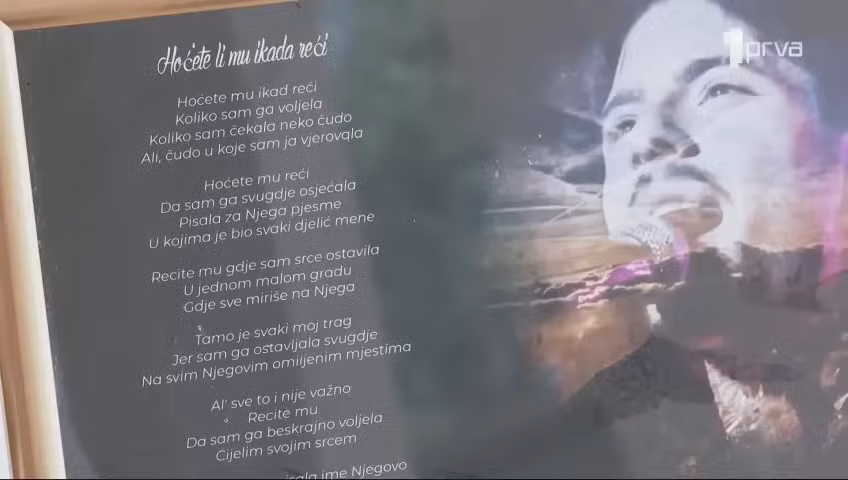 1prva
Hoćete li mu ikada reći
Hoćete mu ikad reći
Koliko sam ga voljela
Koliko sam čekala neko čudo
Ali, čudo u koje sam ja vjerovala
Hoćete mu reći
Da sam ga svugdje osjećala
Pisala za Njega pjesme
U kojima je bio svaki djelić mene
Recite mu gdje sam srce ostavila
U jednom malom gradu
Gdje sve miriše na Njega
Tamo je svaki moj trag
Jer sam ga ostavljala svugdje
Na svim Njegovim omiljenim mjestima
Al' sve to i nije važno
Recite mu
Da sam ga beskrajno voljela
Cijelim svojim srcem
ime Njegovo